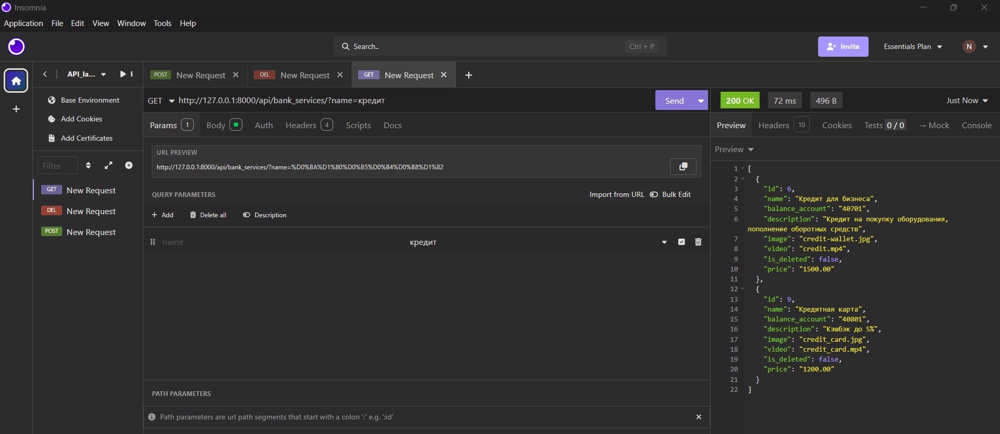 Insomnia
Application File Edit View Window Tools Help
Search.. Ctrl + P
Invite
Essentials Plan
N
API_la...
POST New Request
DEL New Request
GET New Request
Base Environment
Add Cookies
Add Certificates
Filter
GET New Request
DEL New Request
POST New Request
GET http://127.0.0.1:8000/api/bank_services/?name=кредит
Send
Params 1 Body Auth Headers 4 Scripts Docs
URL PREVIEW
http://127.0.0.1:8000/api/bank_services/?name=%D0%BA%D1%80%D0%B5%D0%B4%D0%B8%D1%82
QUERY PARAMETERS
Import from URL Bulk Edit
Add Delete all Description
name кредит
PATH PARAMETERS
Path parameters are url path segments that start with a colon ':' e.g. ':id'
200 OK 72 ms 496 B Just Now
Preview Headers 10 Cookies Tests 0 / 0 → Mock Console
Preview
1 [
2 {
3 "id": 6,
4 "name": "Кредит для бизнеса",
5 "balance_account": "40701",
6 "description": "Кредит на покупку оборудования,
пополнение оборотных средств",
7 "image": "credit-wallet.jpg",
8 "video": "credit.mp4",
9 "is_deleted": false,
10 "price": "1500.00"
11 },
12 {
13 "id": 9,
14 "name": "Кредитная карта",
15 "balance_account": "40801",
16 "description": "Кэшбэк до 5%",
17 "image": "credit_card.jpg",
18 "video": "credit_card.mp4",
19 "is_deleted": false,
20 "price": "1200.00"
21 }
22 ]